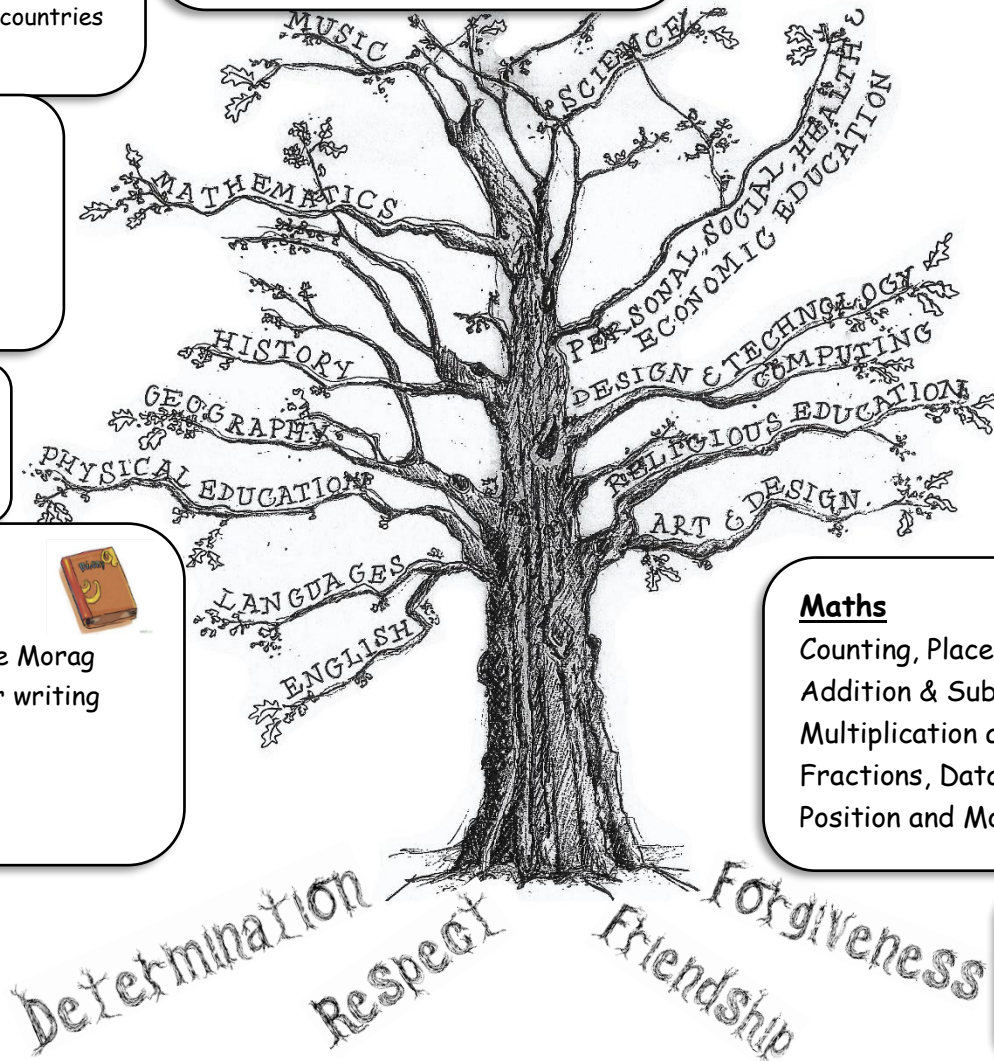 countries
MUSIC
SCIENCE
MATHEMATICS
PERSONAL, SOCIAL, HEALTH &
ECONOMIC EDUCATION
HISTORY
DESIGN & TECHNOLOGY
COMPUTING
GEOGRAPHY
RELIGIOUS EDUCATION
PHYSICAL EDUCATION
ART & DESIGN
LANGUAGES
ENGLISH
e Morag
r writing
Maths
Counting, Place
Addition & Sub
Multiplication
Fractions, Data
Position and Mo
Determination
Respect
Friendship
Forgiveness